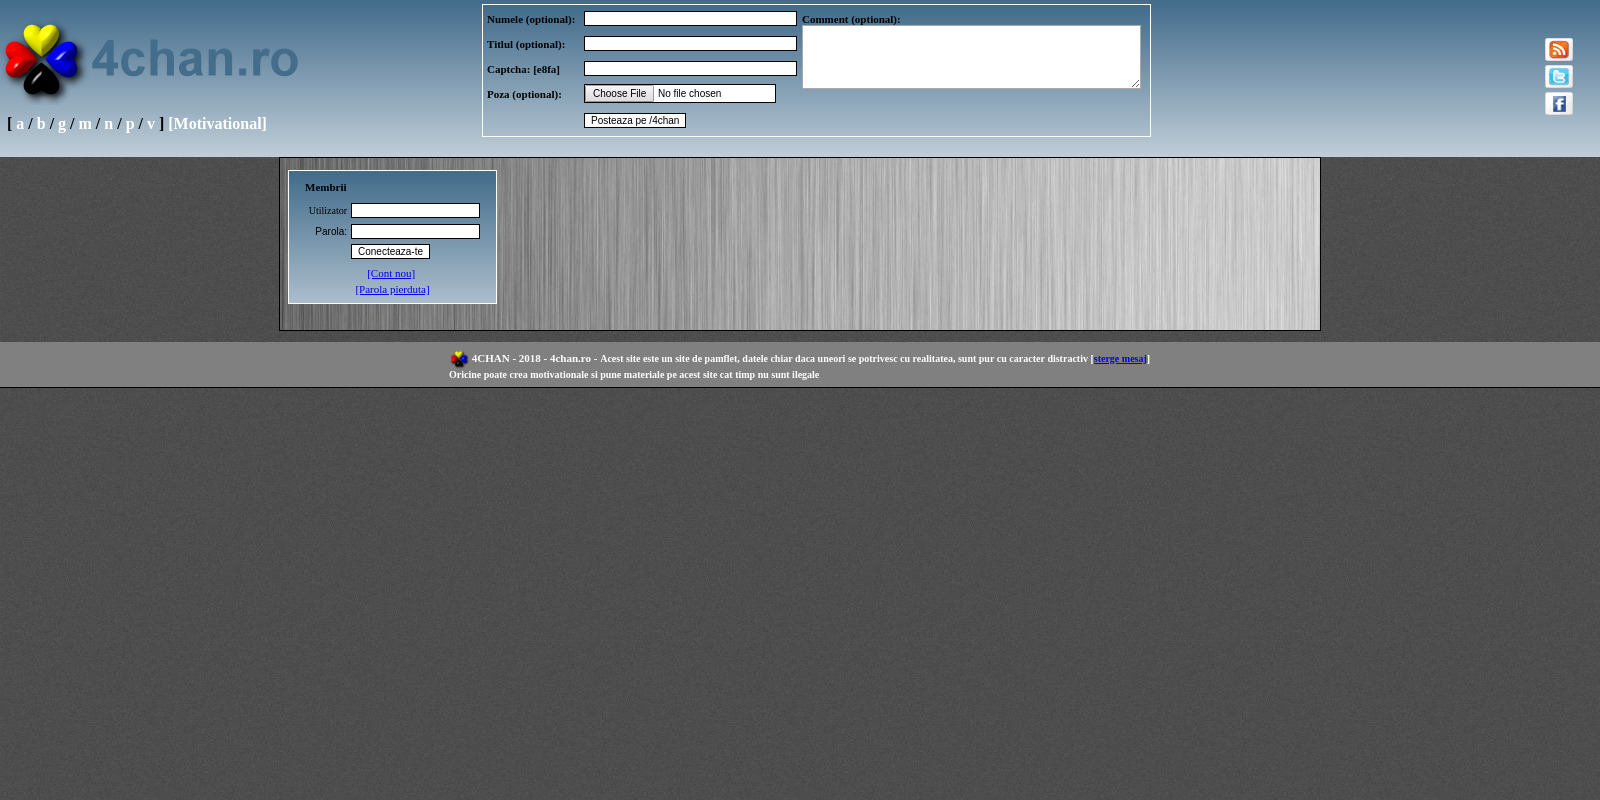 4chan.ro
[ a / b / g / m / n / p / v ] [Motivational]
Numele (optional):
Titlul (optional):
Captcha: [e8fa]
Poza (optional): Choose File No file chosen
Posteaza pe /4chan
Comment (optional):
Membrii
Utilizator
Parola:
Conecteaza-te
[Cont nou]
[Parola pierduta]
4CHAN - 2018 - 4chan.ro - Acest site este un site de pamflet, datele chiar daca uneori se potrivesc cu realitatea, sunt pur cu caracter distractiv [sterge mesaj]
Oricine poate crea motivationale si pune materiale pe acest site cat timp nu sunt ilegale